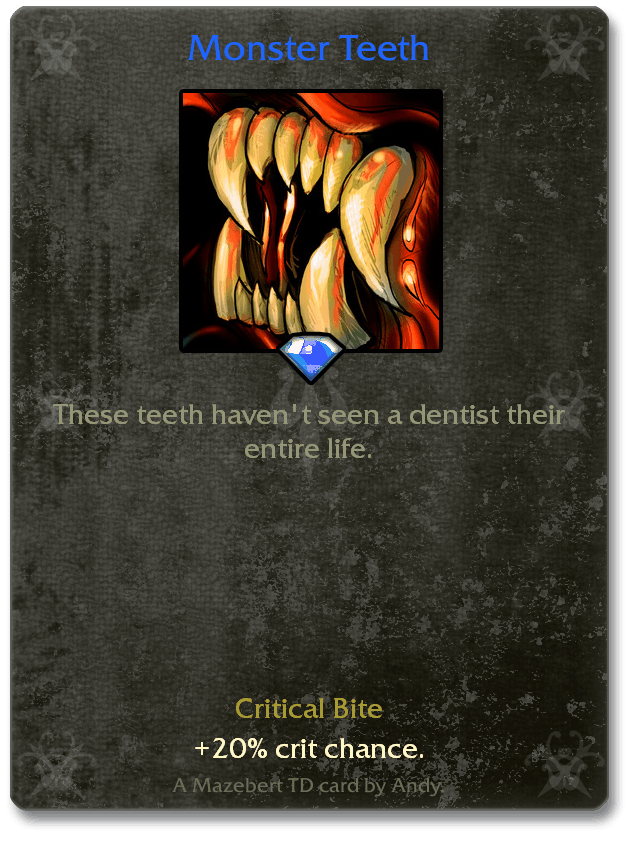 Monster Teeth
These teeth haven't seen a dentist their
entire life.
Critical Bite
+20% crit chance.
A Mazebert TD card by Andy.